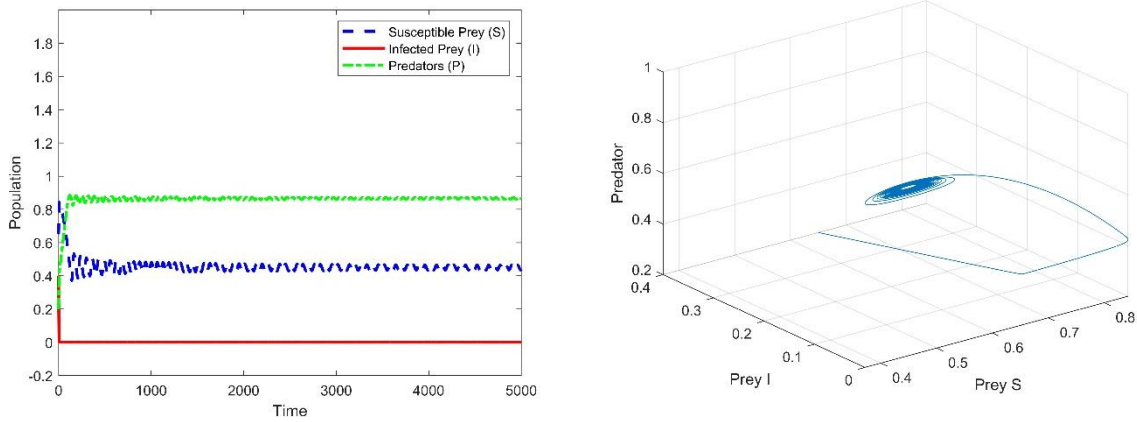 1.8
1.6
1.4
1.2
1
0.8
0.6
0.4
0.2
0
-0.2
Population
0 1000 2000 3000 4000 5000
Time
Susceptible Prey (S)
Infected Prey (I)
Predators (P)
1
0.8
0.6
0.4
0.2
Predator
0.4
0.3
0.2
0.1
0
Prey I
0.4
0.5
0.6
0.7
0.8
Prey S